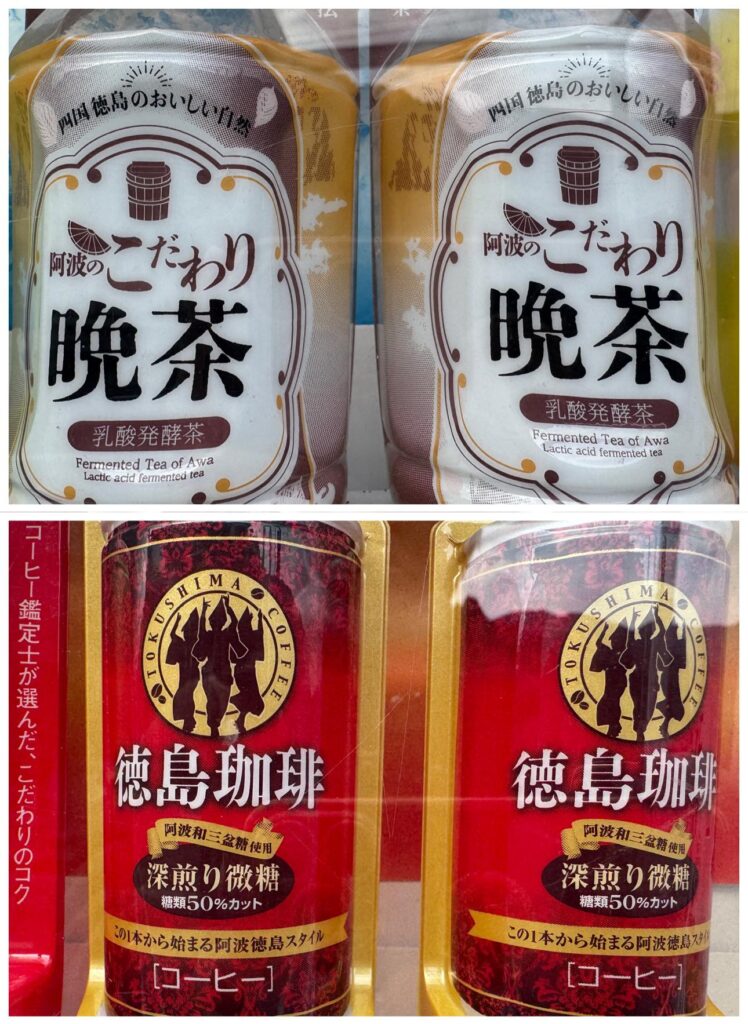 四国徳島のおいしい自然
阿波の
こだわり
晩茶
乳酸発酵茶
Fermented Tea of Awa
Lactic acid fermented tea
四国徳島のおいしい自然
阿波の
こだわり
晩茶
乳酸発酵茶
Fermented Tea of Awa
Lactic acid fermented tea
コーヒー鑑定士が選んだ、こだわりのコク
TOKUSHIMA COFFEE
徳島珈琲
阿波和三盆糖使用
深煎り微糖
糖類50%カット
この1本から始まる阿波徳島スタイル
[コーヒー]
TOKUSHIMA COFFEE
徳島珈琲
阿波和三盆糖使用
深煎り微糖
糖類50%カット
この1本から始まる阿波徳島スタイル
[コーヒー]